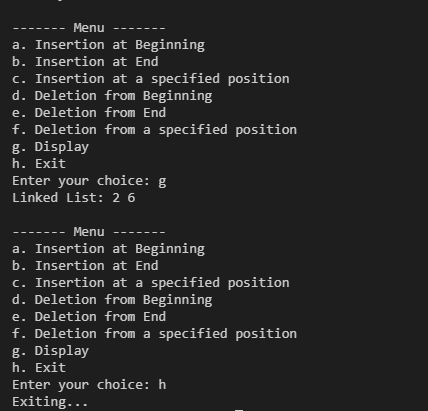 ------- Menu -------
a. Insertion at Beginning
b. Insertion at End
c. Insertion at a specified position
d. Deletion from Beginning
e. Deletion from End
f. Deletion from a specified position
g. Display
h. Exit
Enter your choice: g
Linked List: 2 6
------- Menu -------
a. Insertion at Beginning
b. Insertion at End
c. Insertion at a specified position
d. Deletion from Beginning
e. Deletion from End
f. Deletion from a specified position
g. Display
h. Exit
Enter your choice: h
Exiting...